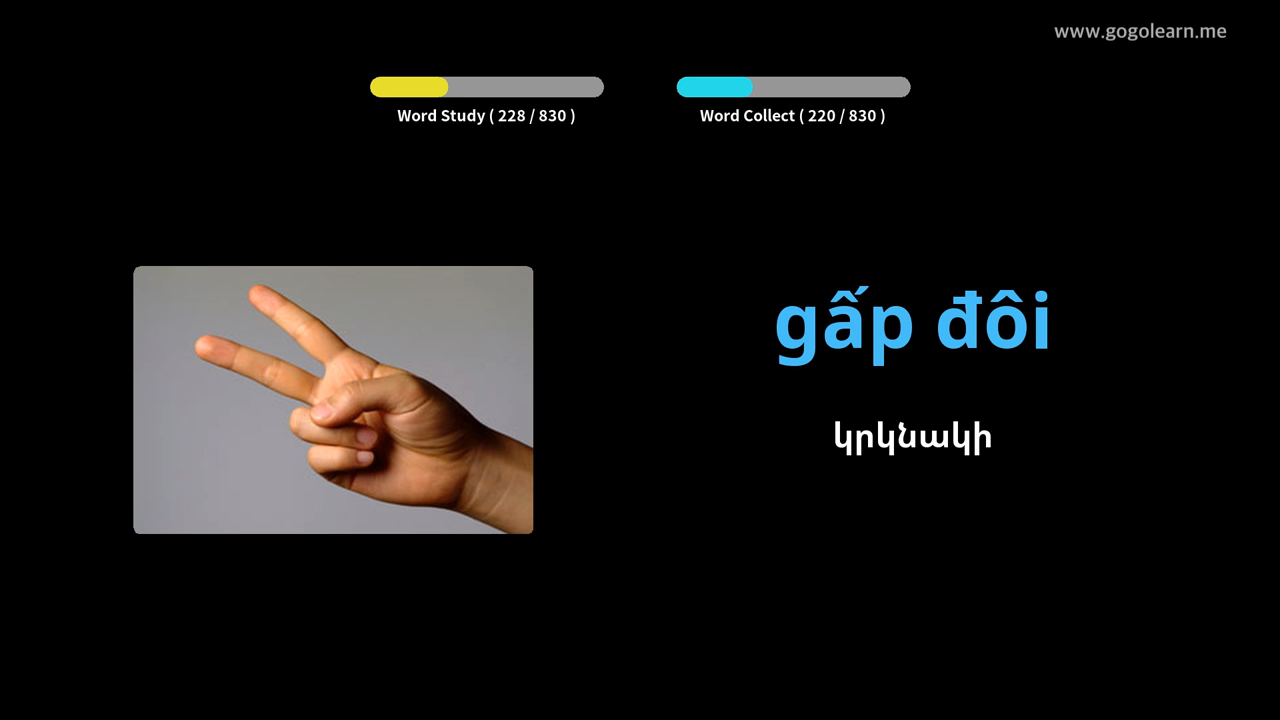 www.gogolearn.me
Word Study ( 228 / 830 )
Word Collect ( 220 / 830 )
gấp đôi
կրկնակի